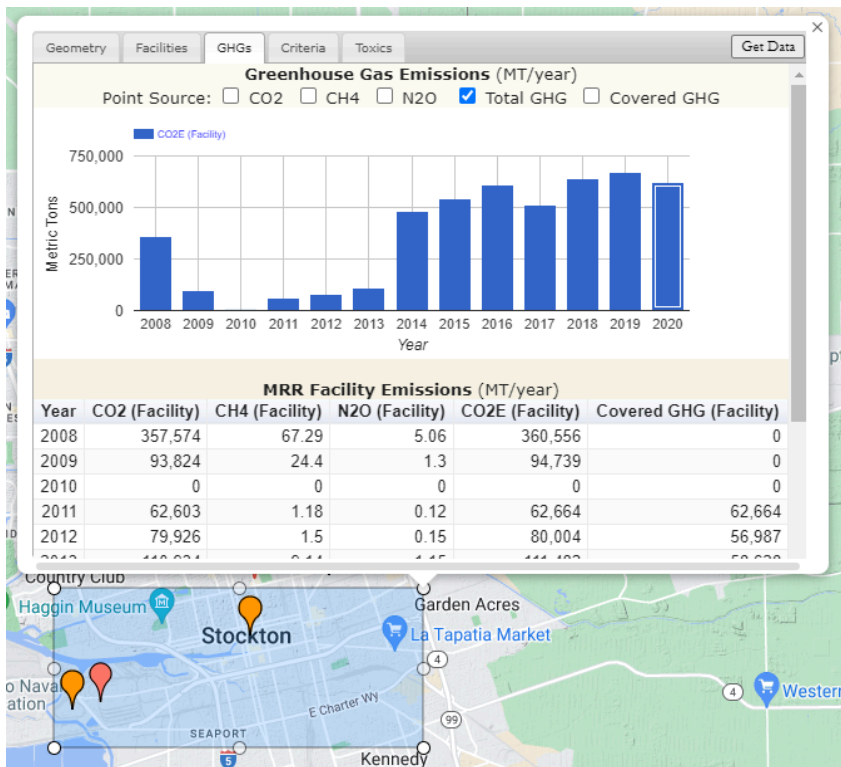 Geometry Facilities GHGs Criteria Toxics Get Data
Greenhouse Gas Emissions (MT/year)
Point Source: CO2 CH4 N2O Total GHG Covered GHG
CO2E (Facility)
750,000
500,000
250,000
0
Metric Tons
2008 2009 2010 2011 2012 2013 2014 2015 2016 2017 2018 2019 2020
Year
MRR Facility Emissions (MT/year)
Year CO2 (Facility) CH4 (Facility) N2O (Facility) CO2E (Facility) Covered GHG (Facility)
2008 357,574 67.29 5.06 360,556 0
2009 93,824 24.4 1.3 94,739 0
2010 0 0 0 0 0
2011 62,603 1.18 0.12 62,664 62,664
2012 79,926 1.5 0.15 80,004 56,987
Country Club
Haggin Museum
Garden Acres
Stockton
La Tapatia Market
4
4
Western
E Charter Wy
99
SEAPORT
5
Kennedy